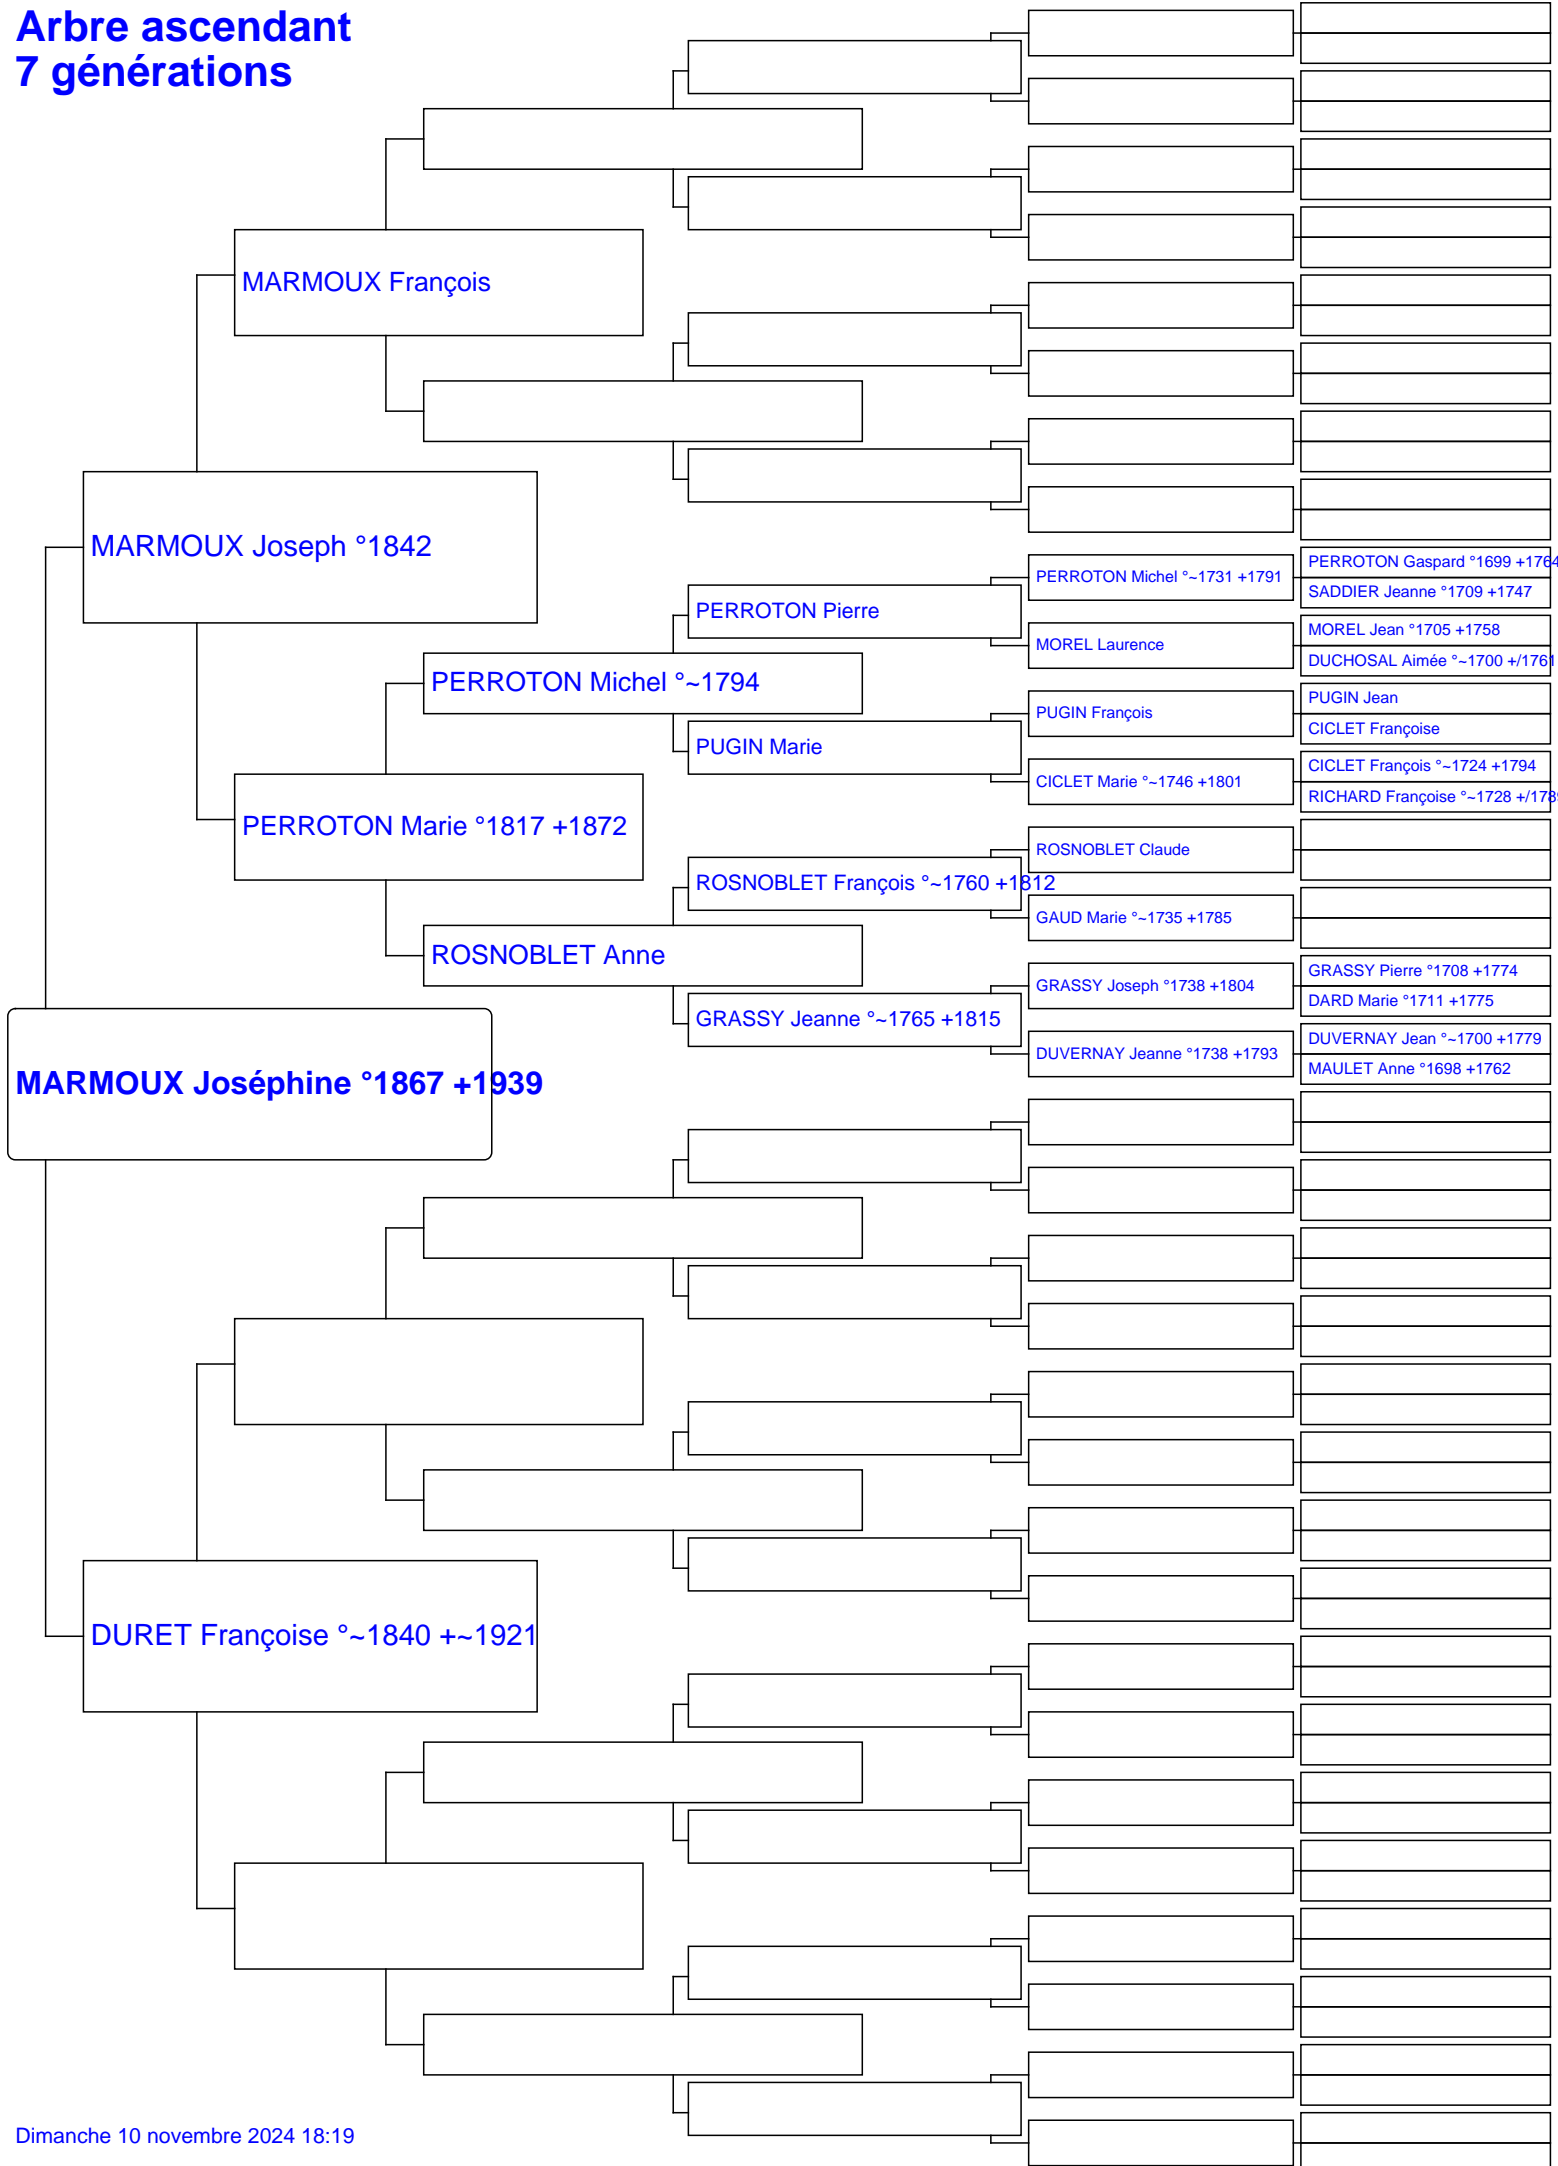 Arbre ascendant
7 générations
MARMOUX François
MARMOUX Joseph °1842
PERROTON Gaspard °1699 +1764
PERROTON Michel °~1731 +1791
SADDIER Jeanne °1709 +1747
PERROTON Pierre
MOREL Jean °1705 +1758
MOREL Laurence
DUCHOSAL Aimée °~1700 +/1761
PERROTON Michel °~1794
PUGIN Jean
PUGIN François
CICLET Françoise
PUGIN Marie
CICLET François °~1724 +1794
CICLET Marie °~1746 +1801
RICHARD Françoise °~1728 +/178
PERROTON Marie °1817 +1872
ROSNOBLET Claude
ROSNOBLET François °~1760 +1812
GAUD Marie °~1735 +1785
ROSNOBLET Anne
GRASSY Pierre °1708 +1774
GRASSY Joseph °1738 +1804
DARD Marie °1711 +1775
GRASSY Jeanne °~1765 +1815
DUVERNAY Jean °~1700 +1779
DUVERNAY Jeanne °1738 +1793
MAULET Anne °1698 +1762
MARMOUX Joséphine °1867 +1939
DURET Françoise °~1840 +~1921
Dimanche 10 novembre 2024 18:19